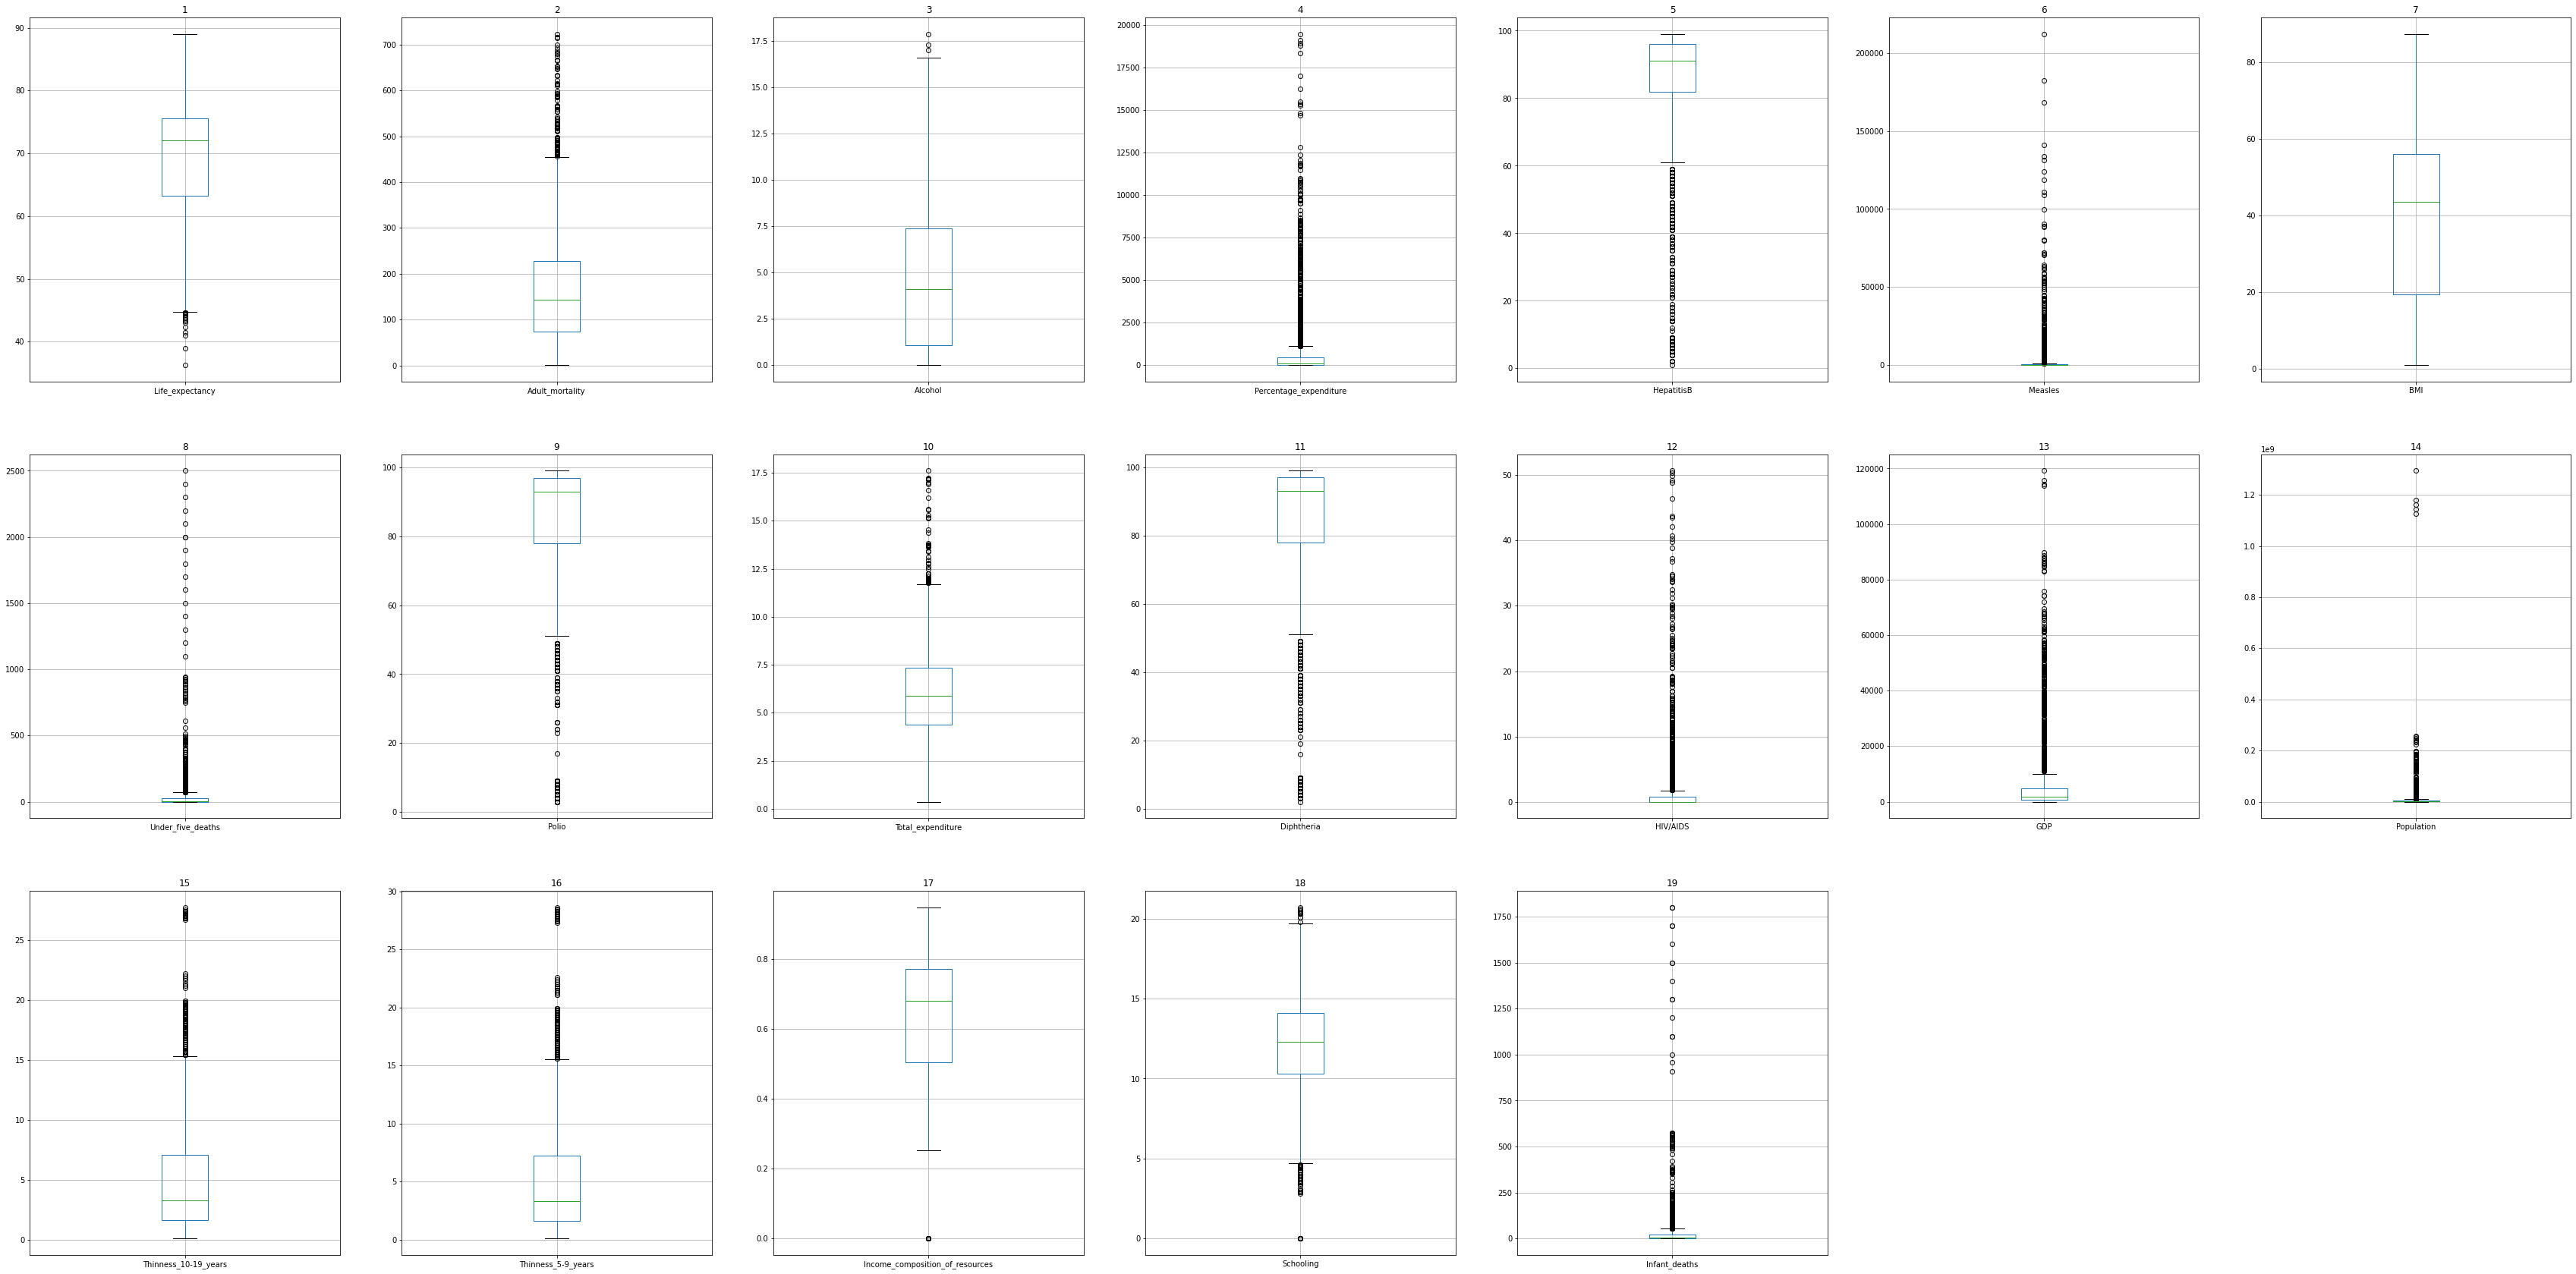 1 2 3 4 5 6 7
90 700 17.5 20000 100 200000 80
80 600 15.0 17500 80 150000 60
70 500 12.5 15000 60 100000 40
60 400 10.0 12500 40 50000 20
50 300 7.5 10000 20 0 0
40 200 5.0 7500 0
100 2.5 5000
0 0.0 2500
0
Life_expectancy Adult_mortality Alcohol Percentage_expenditure HepatitisB Measles BMI
8 9 10 11 12 13 14
1e9
2500 100 17.5 100 50 120000 1.2
2000 80 15.0 80 40 100000 1.0
1500 60 12.5 60 30 80000 0.8
1000 40 10.0 40 20 60000 0.6
500 20 7.5 20 10 40000 0.4
0 0 5.0 0 0 20000 0.2
2.5 0 0.0
0.0
Under_five_deaths Polio Total_expenditure Diphtheria HIV/AIDS GDP Population
15 16 17 18 19
25 30 0.8 20 1750
20 25 0.6 15 1500
15 20 0.4 10 1250
10 15 0.2 5 1000
5 10 0.0 0 750
0 5 500
0 250
0
Thinness_10-19_years Thinness_5-9_years Income_composition_of_resources Schooling Infant_deaths